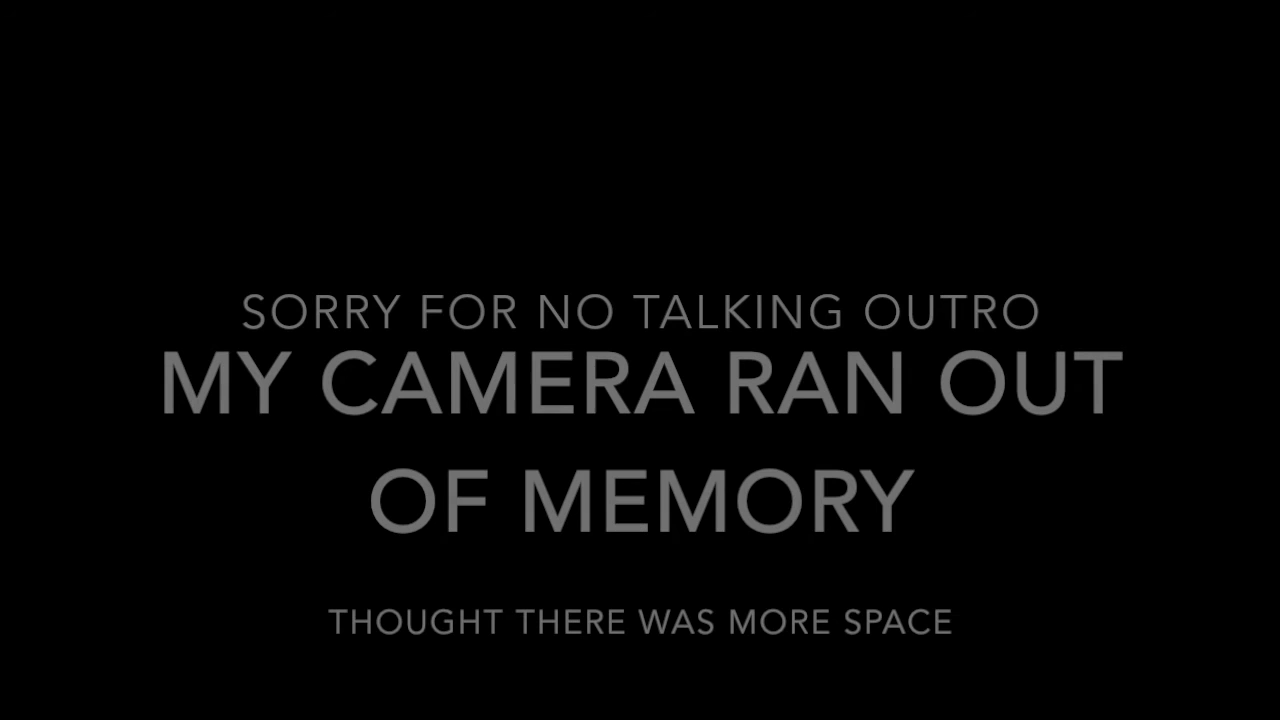 SORRY FOR NO TALKING OUTRO
MY CAMERA RAN OUT
OF MEMORY
THOUGHT THERE WAS MORE SPACE